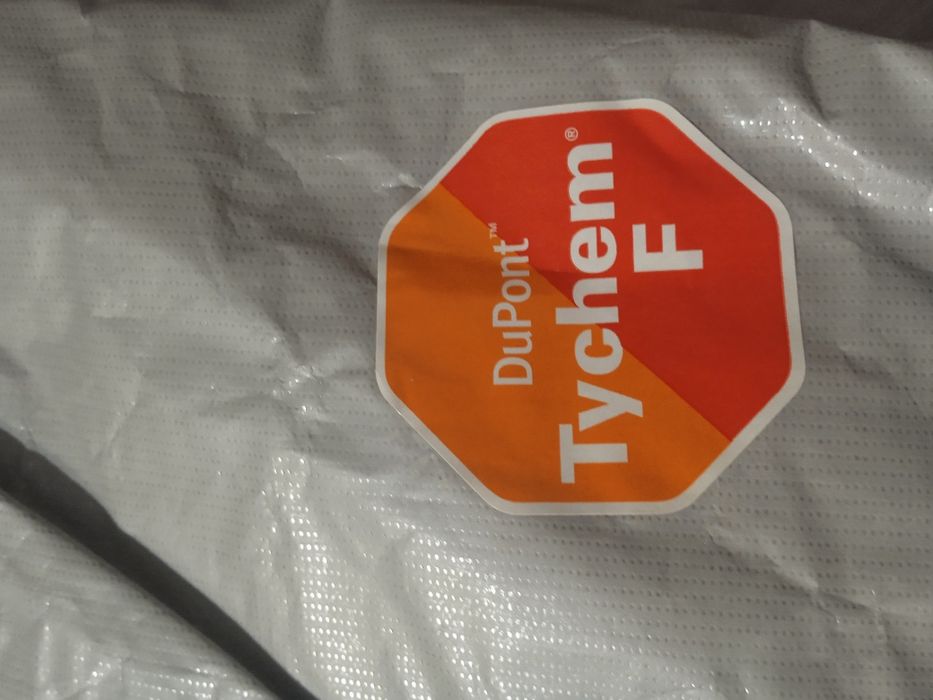 DuPont™
Tychem®
F